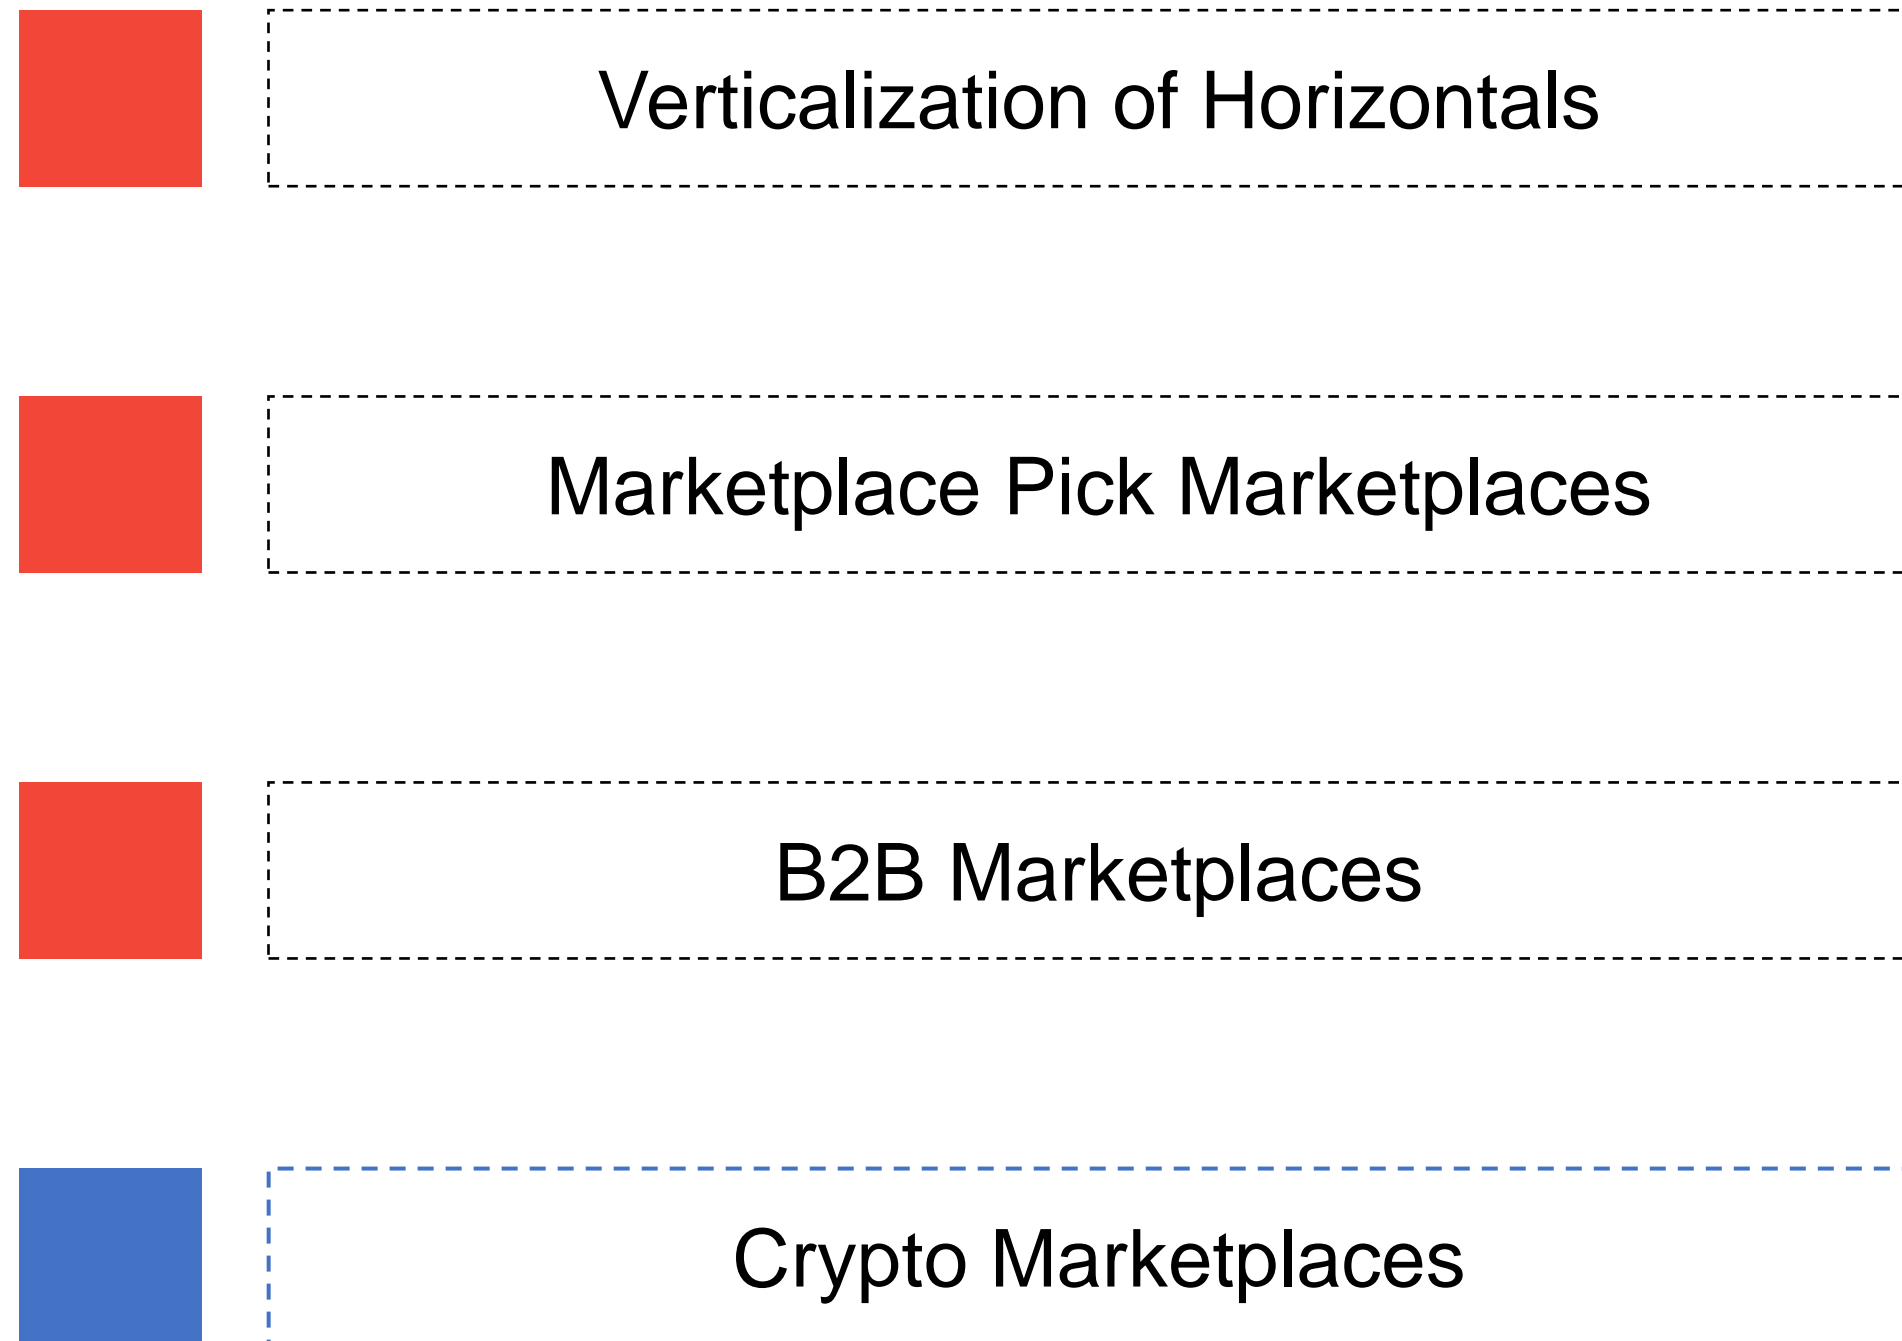 Verticalization of Horizontals
Marketplace Pick Marketplaces
B2B Marketplaces
Crypto Marketplaces